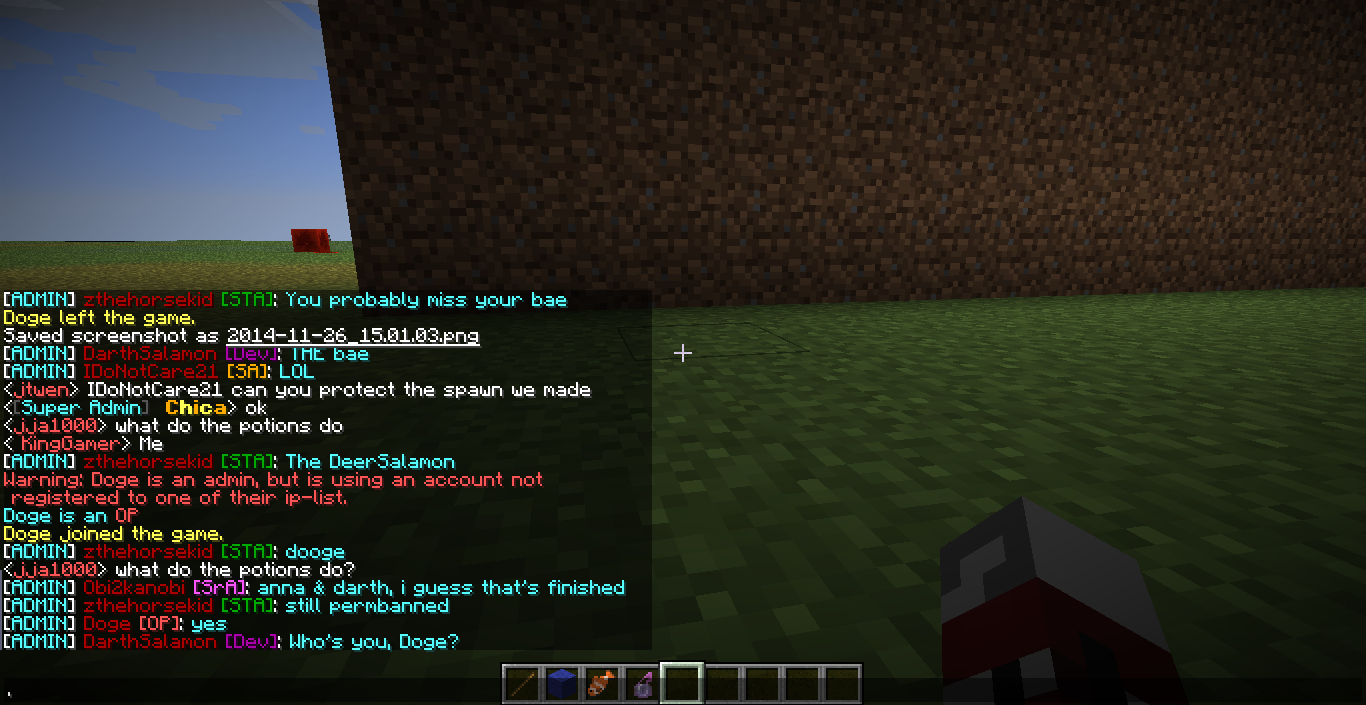 [ADMIN] zthehorsekid [STA]: You probably miss your bae
Doge left the game.
Saved screenshot as 2014-11-26_15.01.03.png
[ADMIN] DarthSalamon [Dev]: THE bae
[ADMIN] IDoNotCare21 [SA]: LOL
<jtwen> IDoNotCare21 can you protect the spawn we made
<[Super Admin] Chica> ok
<jja1000> what do the potions do
< KingGamer> Me
[ADMIN] zthehorsekid [STA]: The DeerSalamon
Warning: Doge is an admin, but is using an account not
registered to one of their ip-list.
Doge is an OP
Doge joined the game.
[ADMIN] zthehorsekid [STA]: dooge
<jja1000> what do the potions do?
[ADMIN] Obi2kanobi [SrA]: anna & darth, i guess that's finished
[ADMIN] zthehorsekid [STA]: still permbanned
[ADMIN] Doge [OP]: yes
[ADMIN] DarthSalamon [Dev]: Who's you, Doge?